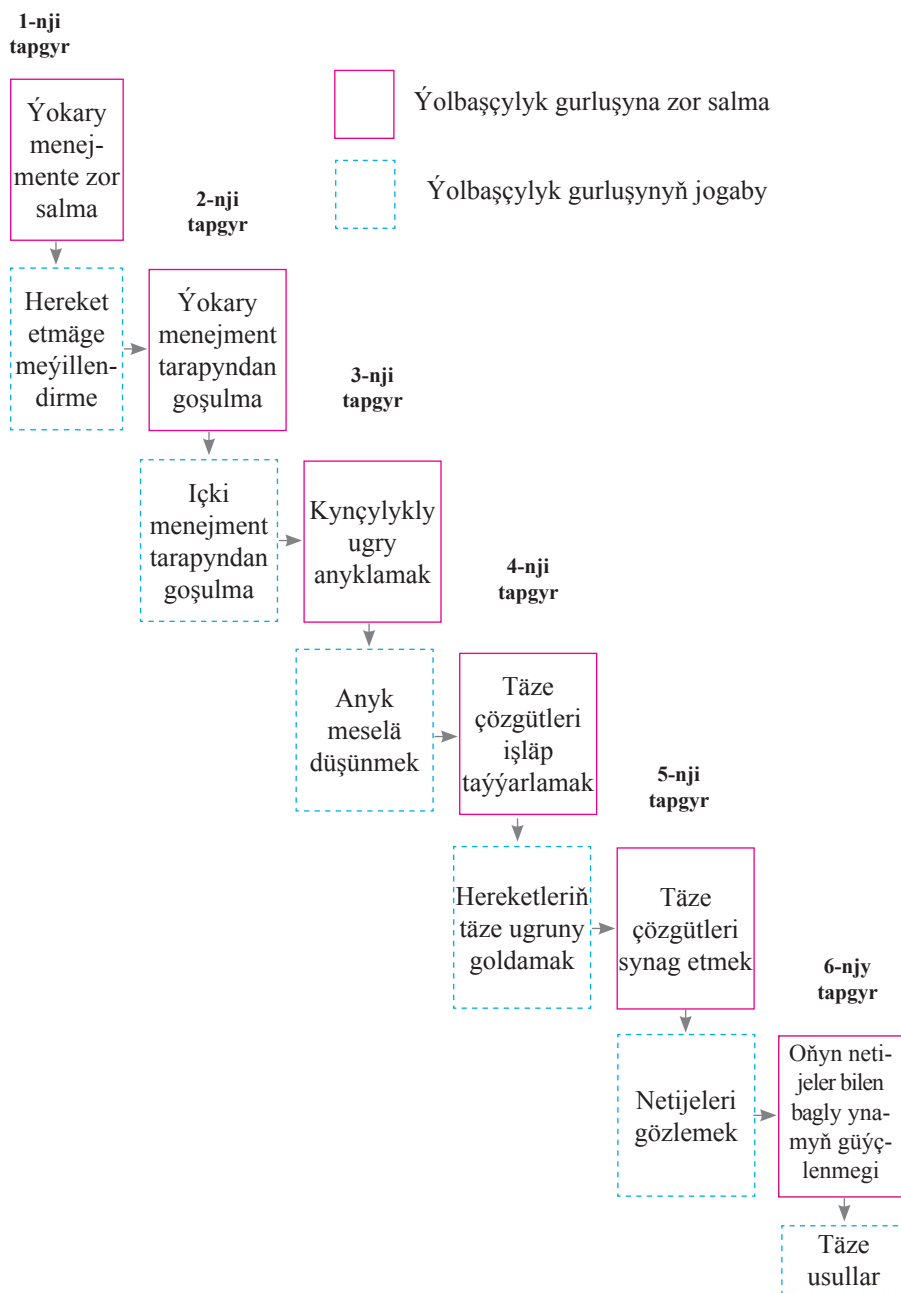 1-nji
tapgyr
Ýokary
menej-
mente zor
salma
Ýolbaşçylyk gurluşyna zor salma
Ýolbaşçylyk gurluşynyň jogaby
2-nji
tapgyr
Hereket
etmäge
meýillen-
dirme
Ýokary
menejment
tarapyndan
goşulma
3-nji
tapgyr
Içki
menejment
tarapyndan
goşulma
Kynçylykly
ugry
anyklamak
4-nji
tapgyr
Anyk
meselä
düşünmek
Täze
çözgütleri
işläp
taýýarlamak
5-nji
tapgyr
Hereketleriň
täze ugruny
goldamak
Täze
çözgütleri
synag etmek
6-njy
tapgyr
Netijeleri
gözlemek
Oňyn neti-
jeler bilen
bagly yna-
myň güýç-
lenmegi
Täze
usullar